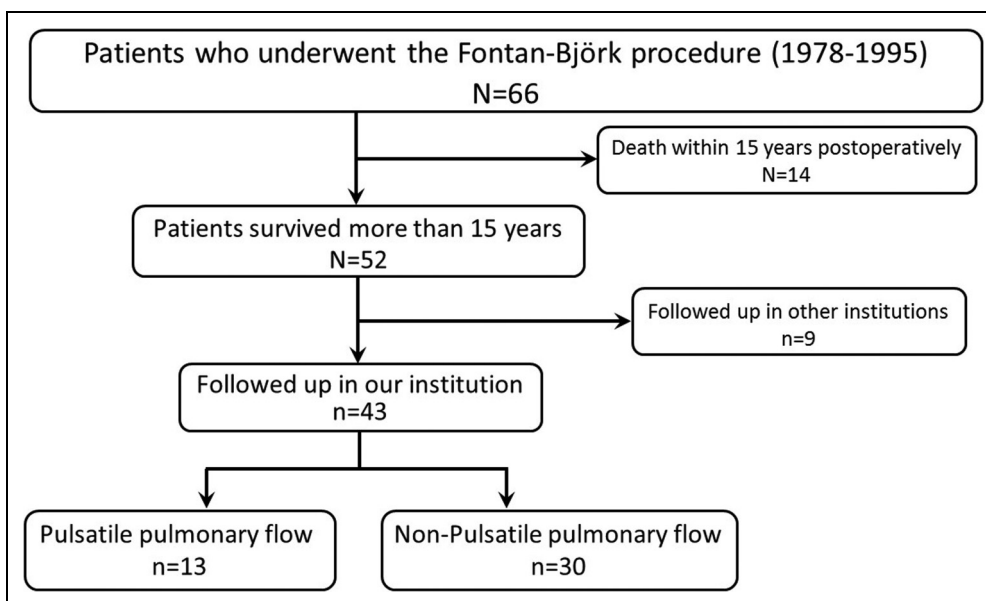 Patients who underwent the Fontan-Björk procedure (1978-1995)
N=66
Death within 15 years postoperatively
N=14
Patients survived more than 15 years
N=52
Followed up in other institutions
n=9
Followed up in our institution
n=43
Pulsatile pulmonary flow
n=13
Non-Pulsatile pulmonary flow
n=30